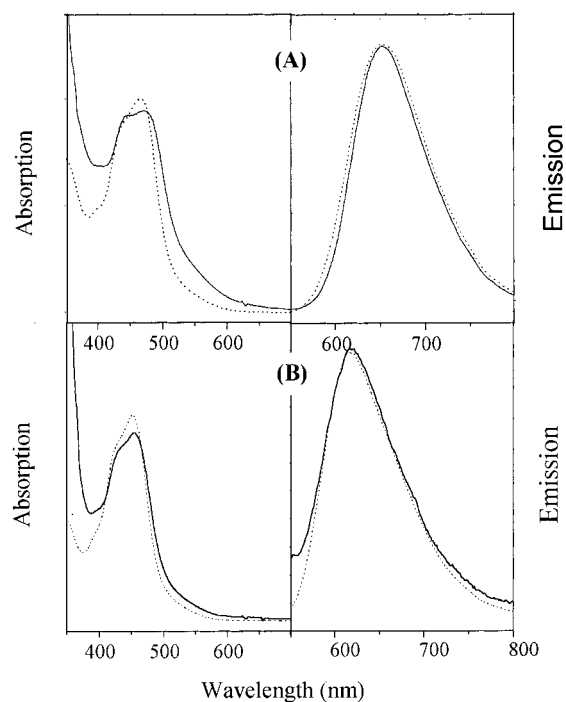 (A)
Absorption
Emission
400 500 600 600 700
(B)
Absorption
Emission
400 500 600 600 700 800
Wavelength (nm)